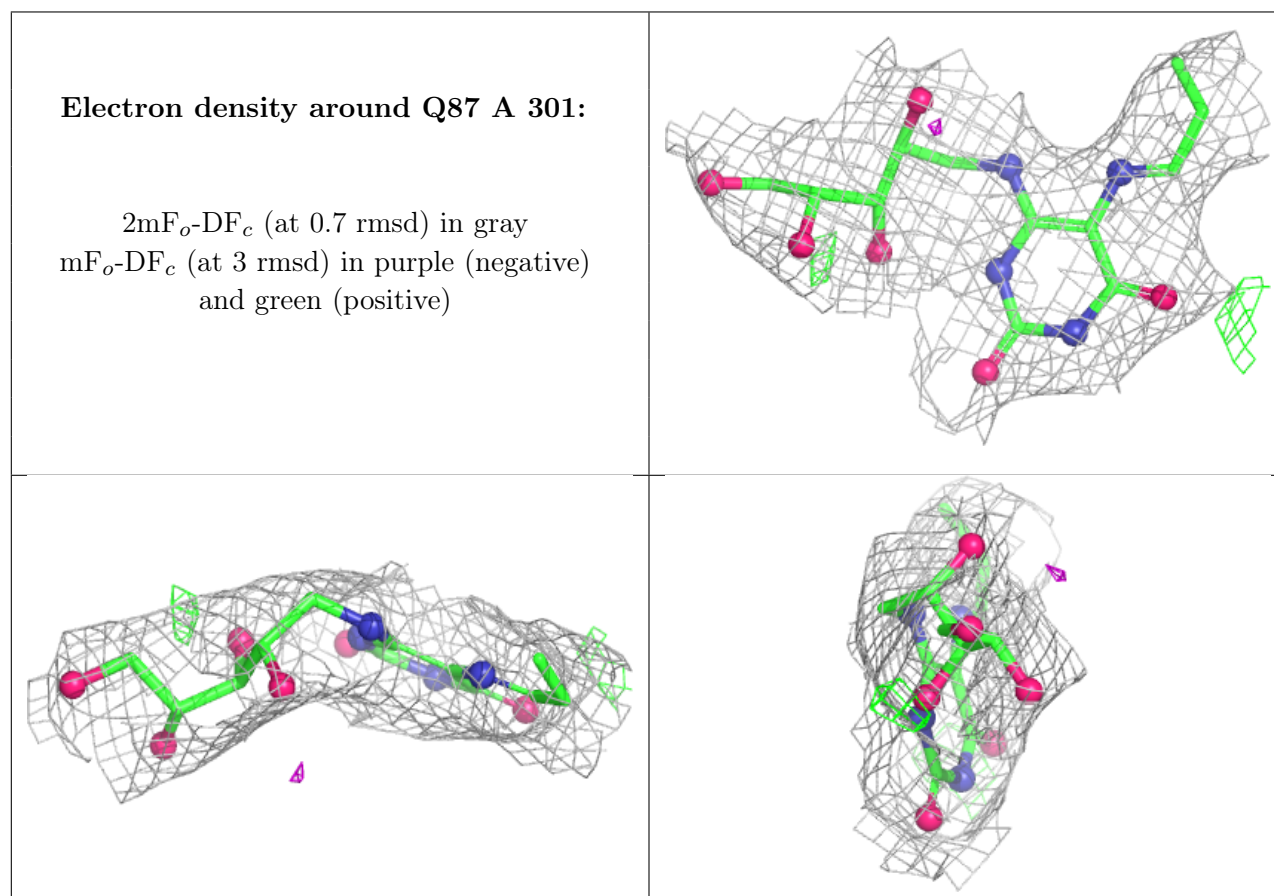 Electron density around Q87 A 301:
2mFo-DFc (at 0.7 rmsd) in gray
mFo-DFc (at 3 rmsd) in purple (negative)
and green (positive)